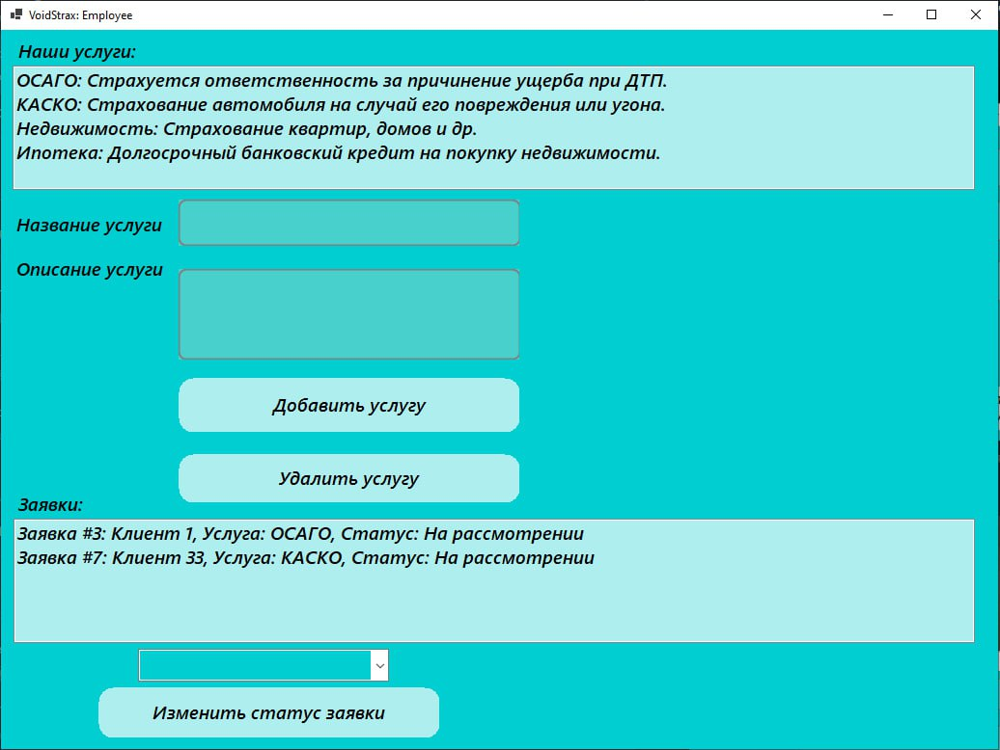 VoidStrax: Employee
Наши услуги:
ОСАГО: Страхуется ответственность за причинение ущерба при ДТП.
КАСКО: Страхование автомобиля на случай его повреждения или угона.
Недвижимость: Страхование квартир, домов и др.
Ипотека: Долгосрочный банковский кредит на покупку недвижимости.
Название услуги
Описание услуги
Добавить услугу
Удалить услугу
Заявки:
Заявка #3: Клиент 1, Услуга: ОСАГО, Статус: На рассмотрении
Заявка #7: Клиент 33, Услуга: КАСКО, Статус: На рассмотрении
Изменить статус заявки